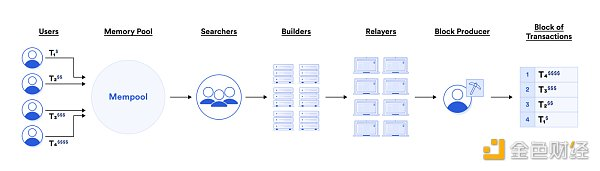 Users
Memory Pool
Searchers
Builders
Relayers
Block Producer
Block of
Transactions
T₁$
T₂$$
T₃$$$
T₄$$$$
Mempool
1 T₄$$$$
2 T₃$$$
3 T₂$$
4 T₁$
金色财经